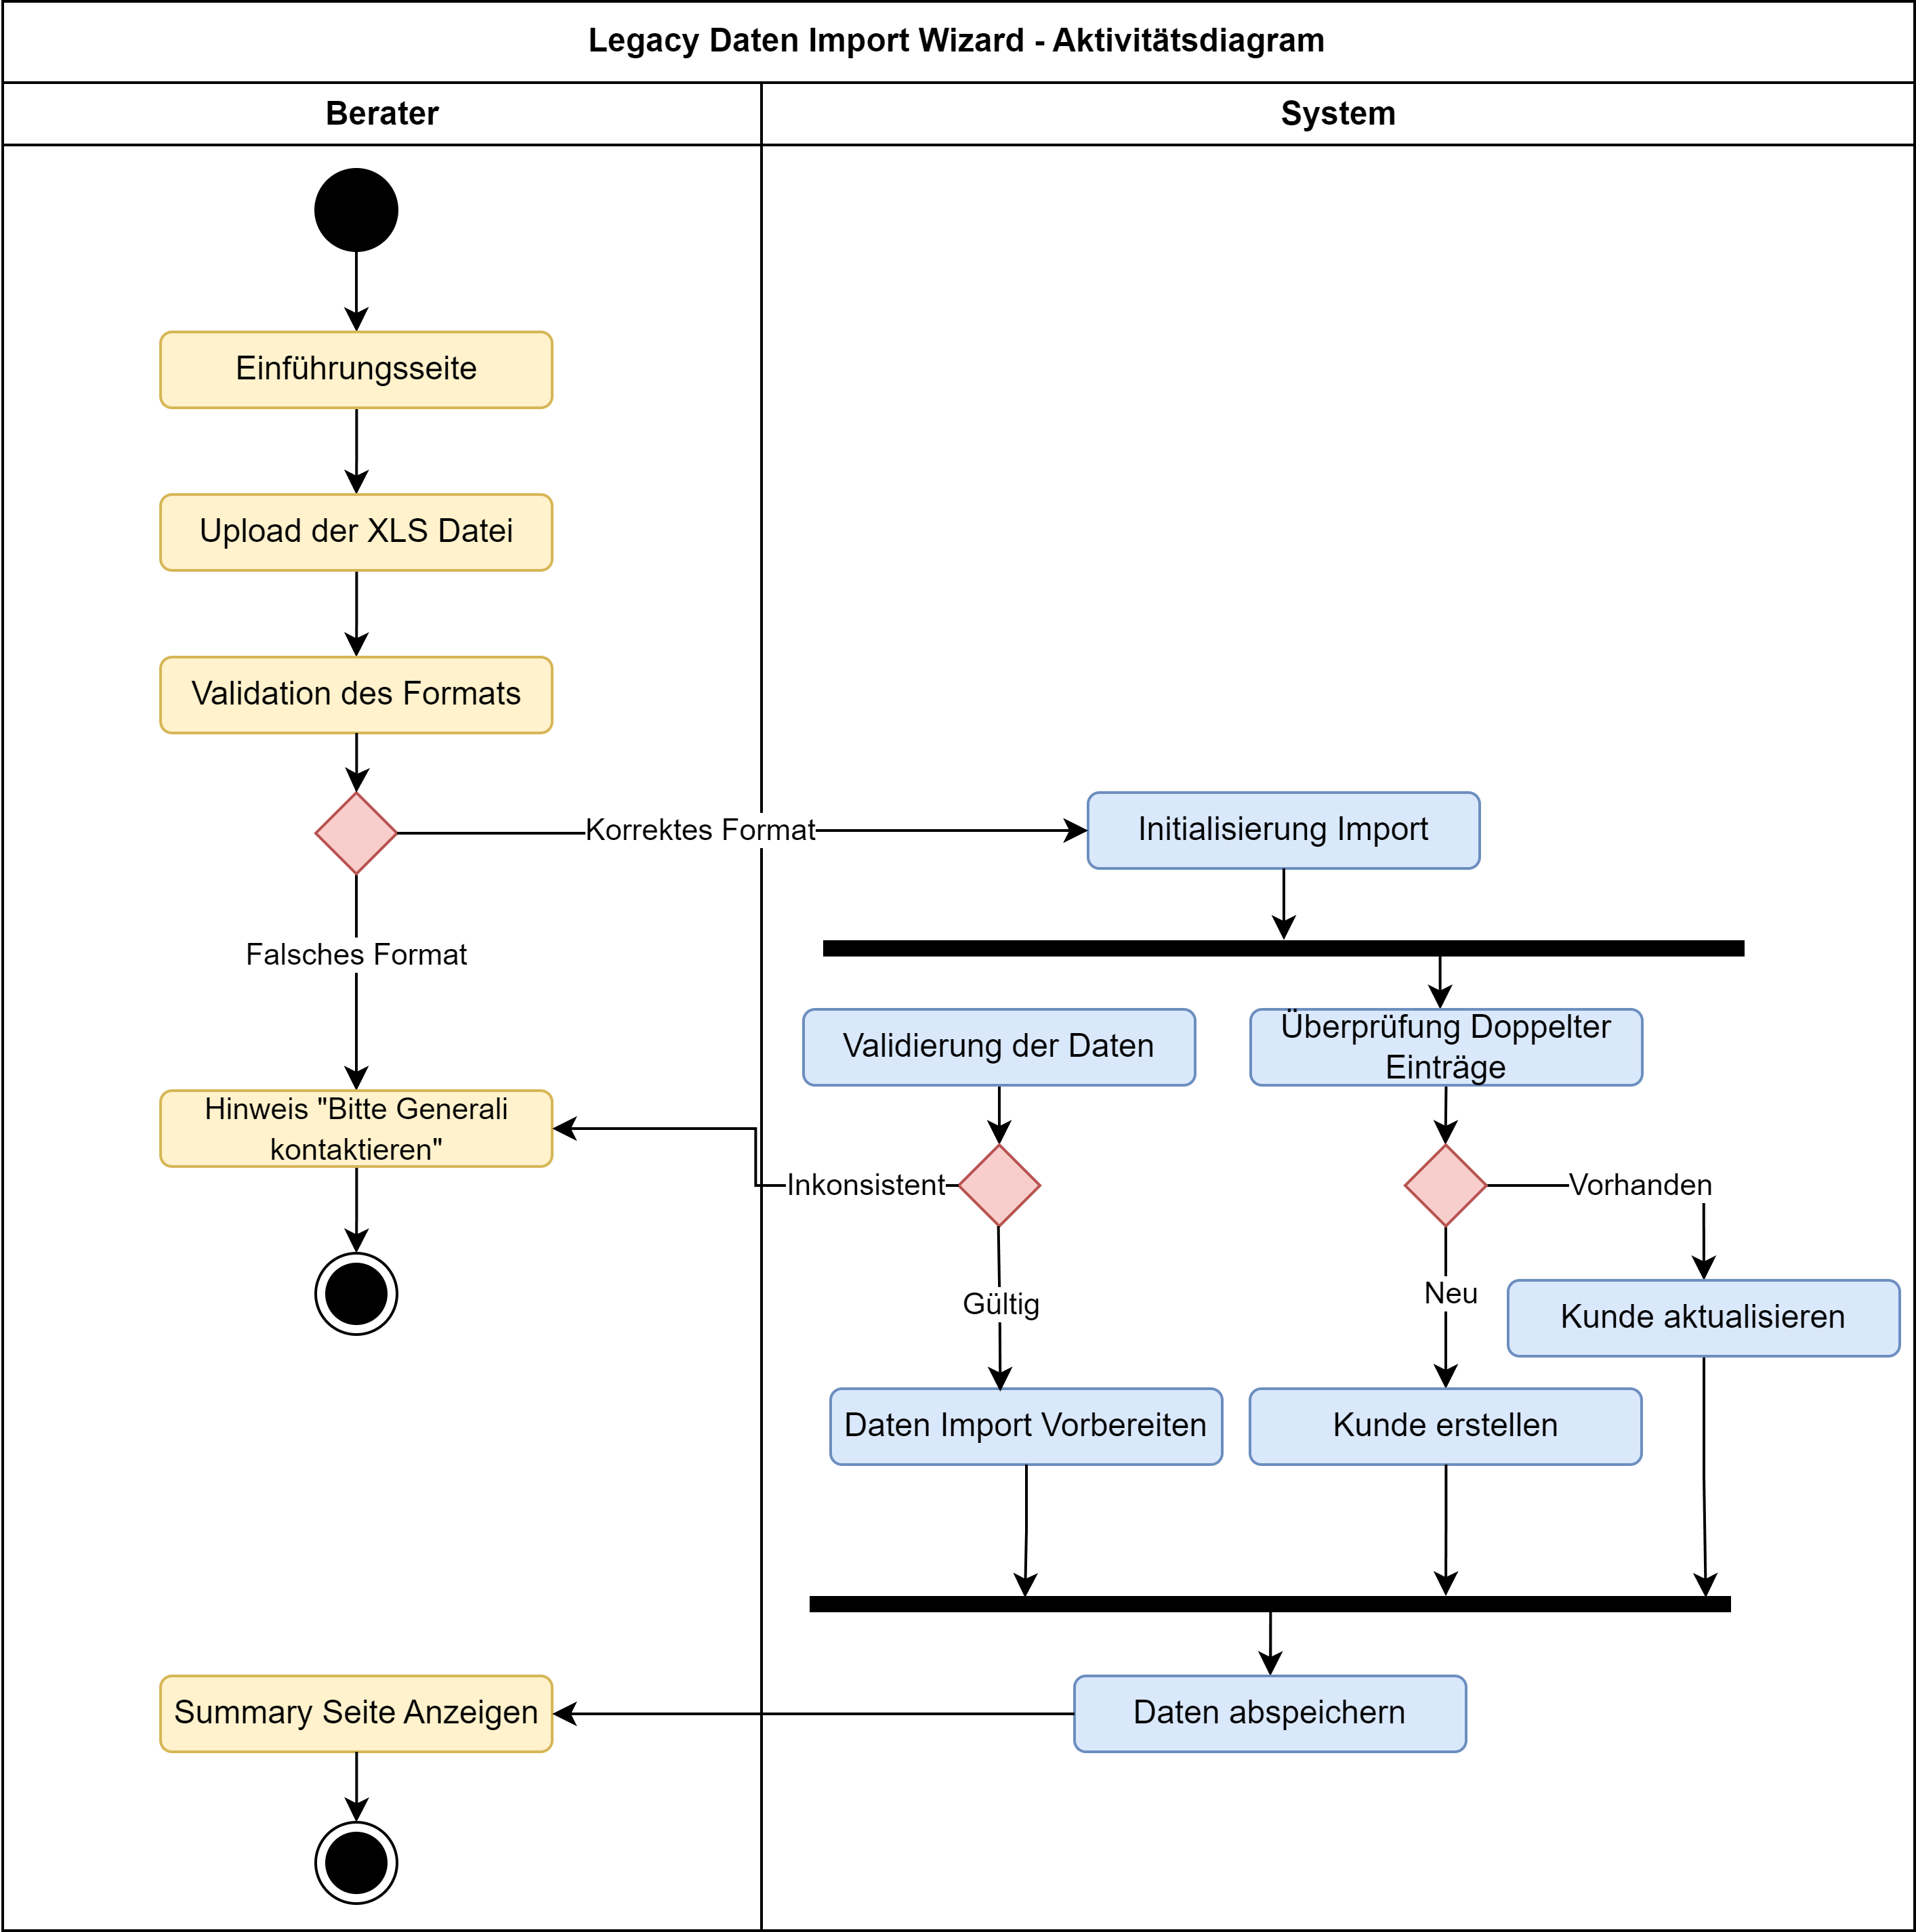 Legacy Daten Import Wizard - Aktivitätsdiagram
Berater
System
Einführungsseite
Upload der XLS Datei
Validation des Formats
Korrektes Format
Initialisierung Import
Falsches Format
Validierung der Daten
Überprüfung Doppelter
Einträge
Hinweis "Bitte Generali
kontaktieren"
Inkonsistent
Vorhanden
Gültig
Neu
Kunde aktualisieren
Daten Import Vorbereiten
Kunde erstellen
Summary Seite Anzeigen
Daten abspeichern